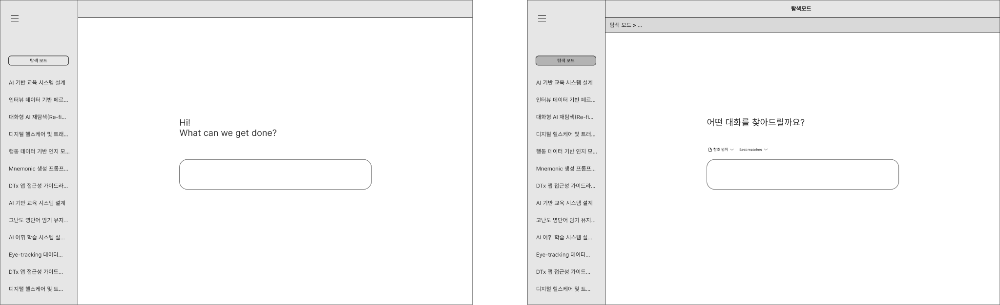 탐색 모드
AI 기반 교육 시스템 설계
인터뷰 데이터 기반 페르...
대화형 AI 재탐색(Re-fi...
디지털 헬스케어 및 트래...
행동 데이터 기반 인지 모...
Mnemonic 생성 프롬프...
DTx 앱 접근성 가이드라...
AI 기반 교육 시스템 설계
고난도 영단어 암기 유지...
AI 어휘 학습 시스템 실...
Eye-tracking 데이터...
DTx 앱 접근성 가이드...
디지털 헬스케어 및 트...
Hi!
What can we get done?
탐색모드
탐색 모드 > ...
탐색 모드
AI 기반 교육 시스템 설계
인터뷰 데이터 기반 페르...
대화형 AI 재탐색(Re-fi...
디지털 헬스케어 및 트래...
행동 데이터 기반 인지 모...
Mnemonic 생성 프롬프...
DTx 앱 접근성 가이드라...
AI 기반 교육 시스템 설계
고난도 영단어 암기 유지...
AI 어휘 학습 시스템 실...
Eye-tracking 데이터...
DTx 앱 접근성 가이드...
디지털 헬스케어 및 트...
어떤 대화를 찾아드릴까요?
참조 범위 Best matches